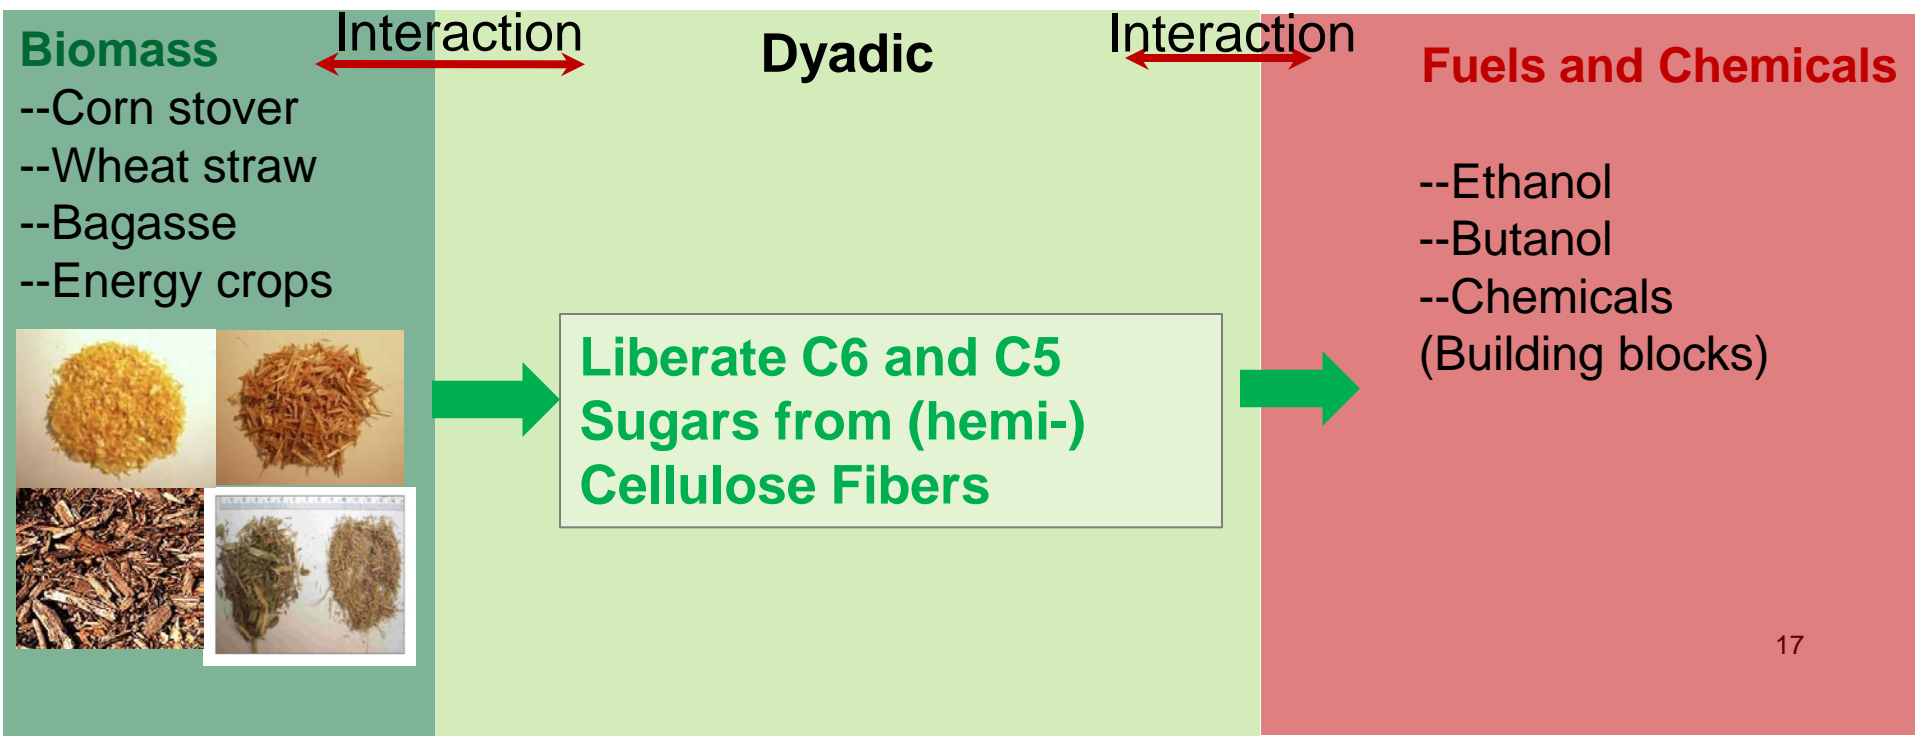 Biomass
--Corn stover
--Wheat straw
--Bagasse
--Energy crops
Interaction
Dyadic
Liberate C6 and C5
Sugars from (hemi-)
Cellulose Fibers
Interaction
Fuels and Chemicals
--Ethanol
--Butanol
--Chemicals
(Building blocks)
17